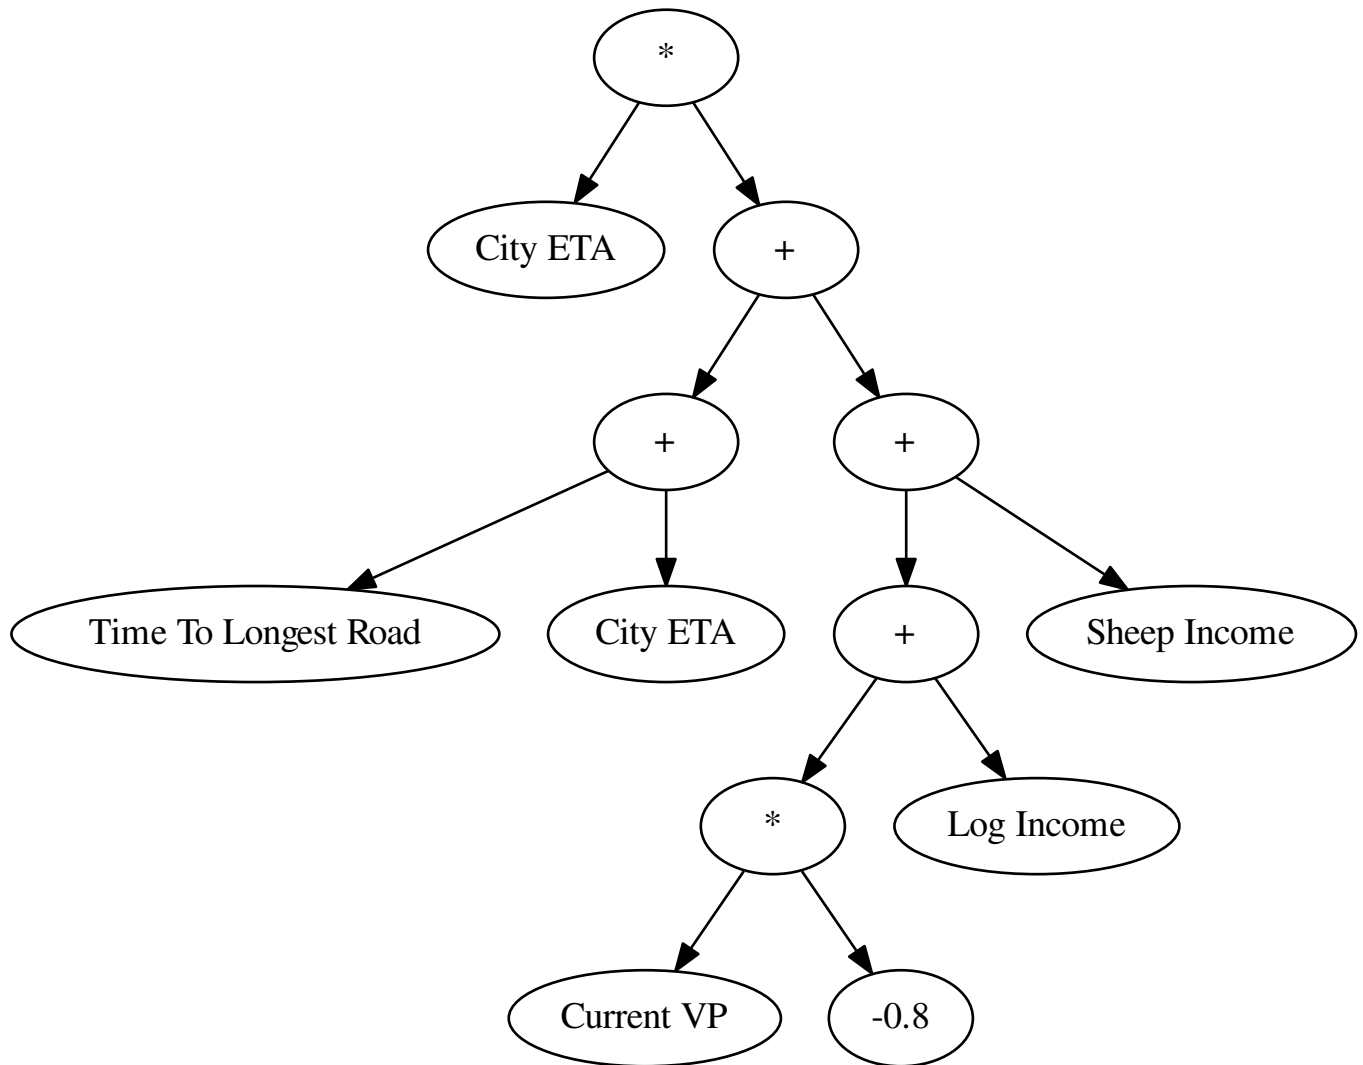 *
City ETA
+
+
+
Time To Longest Road
City ETA
+
Sheep Income
*
Log Income
Current VP
-0.8